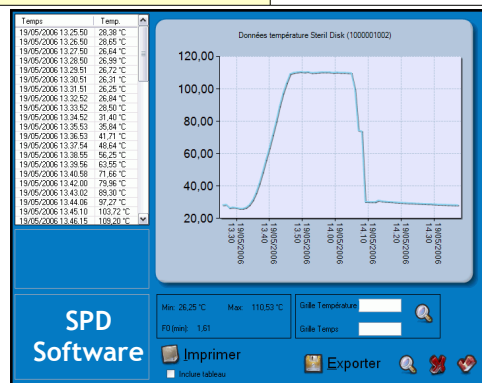 Temps Temp.
19/05/2006 13.25.50 28,38 °C
19/05/2006 13.26.50 28,65 °C
19/05/2006 13.27.50 26,64 °C
19/05/2006 13.28.50 26,99 °C
19/05/2006 13.29.51 26,72 °C
19/05/2006 13.30.51 26,31 °C
19/05/2006 13.31.51 26,25 °C
19/05/2006 13.32.52 26,84 °C
19/05/2006 13.33.52 28,50 °C
19/05/2006 13.34.52 31,40 °C
19/05/2006 13.35.53 35,84 °C
19/05/2006 13.36.53 41,71 °C
19/05/2006 13.37.54 48,64 °C
19/05/2006 13.38.55 56,25 °C
19/05/2006 13.39.56 63,55 °C
19/05/2006 13.40.58 71,66 °C
19/05/2006 13.42.00 79,96 °C
19/05/2006 13.43.02 89,30 °C
19/05/2006 13.44.06 97,27 °C
19/05/2006 13.45.10 103,72 °C
19/05/2006 13.46.15 109,20 °C
Données température Steril Disk (1000001002)
120,00
100,00
80,00
60,00
40,00
20,00
19/05/2006 13.30
19/05/2006 13.40
19/05/2006 13.50
19/05/2006 14.00
19/05/2006 14.10
19/05/2006 14.20
19/05/2006 14.30
SPD
Software
Min: 26,25 °C Max: 110,53 °C
F0 (min): 1,61
Grille Température
Grille Temps
Imprimer
Inclure tableau
Exporter